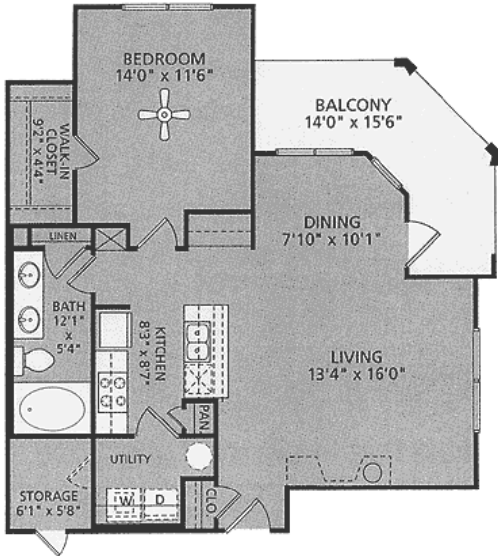 BEDROOM
14'0" x 11'6"
BALCONY
14'0" x 15'6"
WALK-IN
CLOSET
9'2" x 4'4"
DINING
7'10" x 10'1"
LINEN
BATH
12'1"
x
5'4"
KITCHEN
8'3" x 8'7"
LIVING
13'4" x 16'0"
PAN.
UTILITY
W
D
CLO.
STORAGE
6'1" x 5'8"